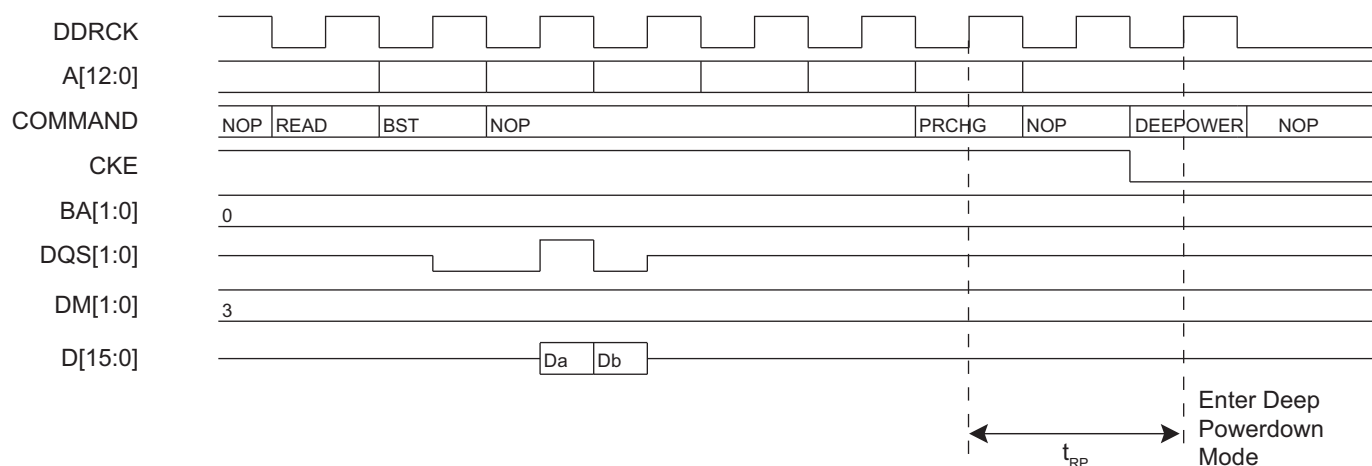 DDRCK
A[12:0]
COMMAND NOP READ BST NOP PRCHG NOP DEEPOWER NOP
CKE
BA[1:0] 0
DQS[1:0]
DM[1:0] 3
D[15:0] Da Db
Enter Deep
Powerdown
Mode
tRP